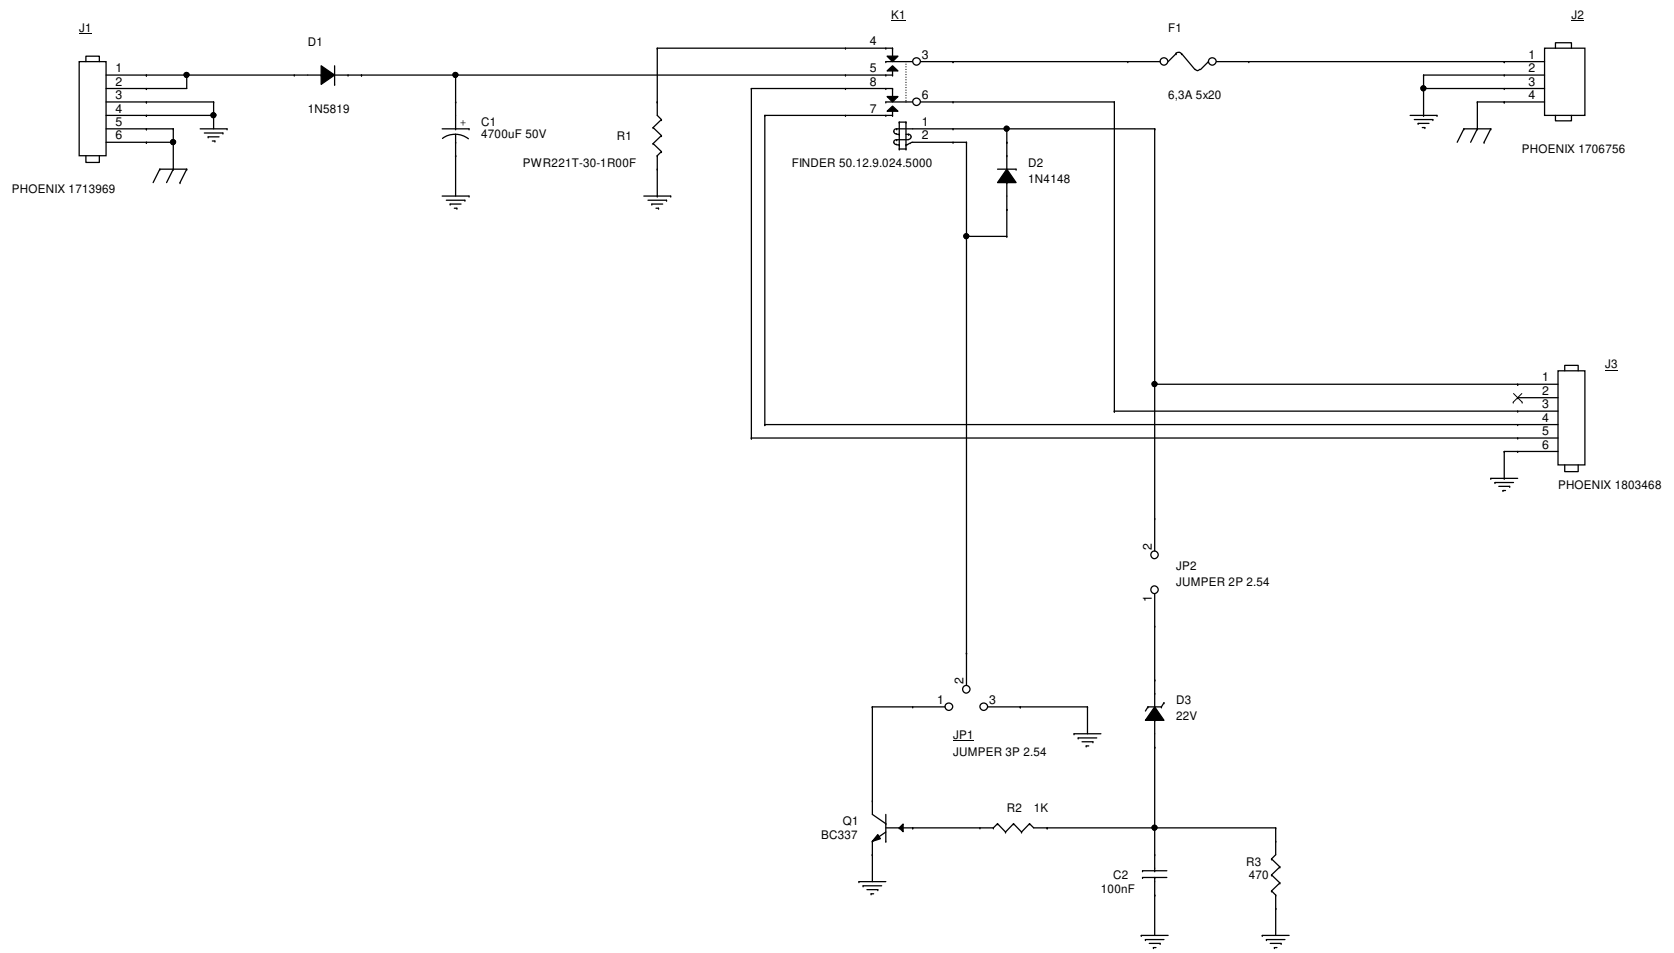 J1
1
2
3
4
5
6
PHOENIX 1713969
D1
1N5819
+
C1
4700uF 50V
R1
PWR221T-30-1R00F
K1
4
3
5
8
6
7
1
2
FINDER 50.12.9.024.5000
D2
1N4148
F1
6,3A 5x20
J2
1
2
3
4
PHOENIX 1706756
J3
1
2
3
4
5
6
PHOENIX 1803468
2
JP2
JUMPER 2P 2.54
1
2
1
3
JP1
JUMPER 3P 2.54
D3
22V
Q1
BC337
R2 1K
C2
100nF
R3
470